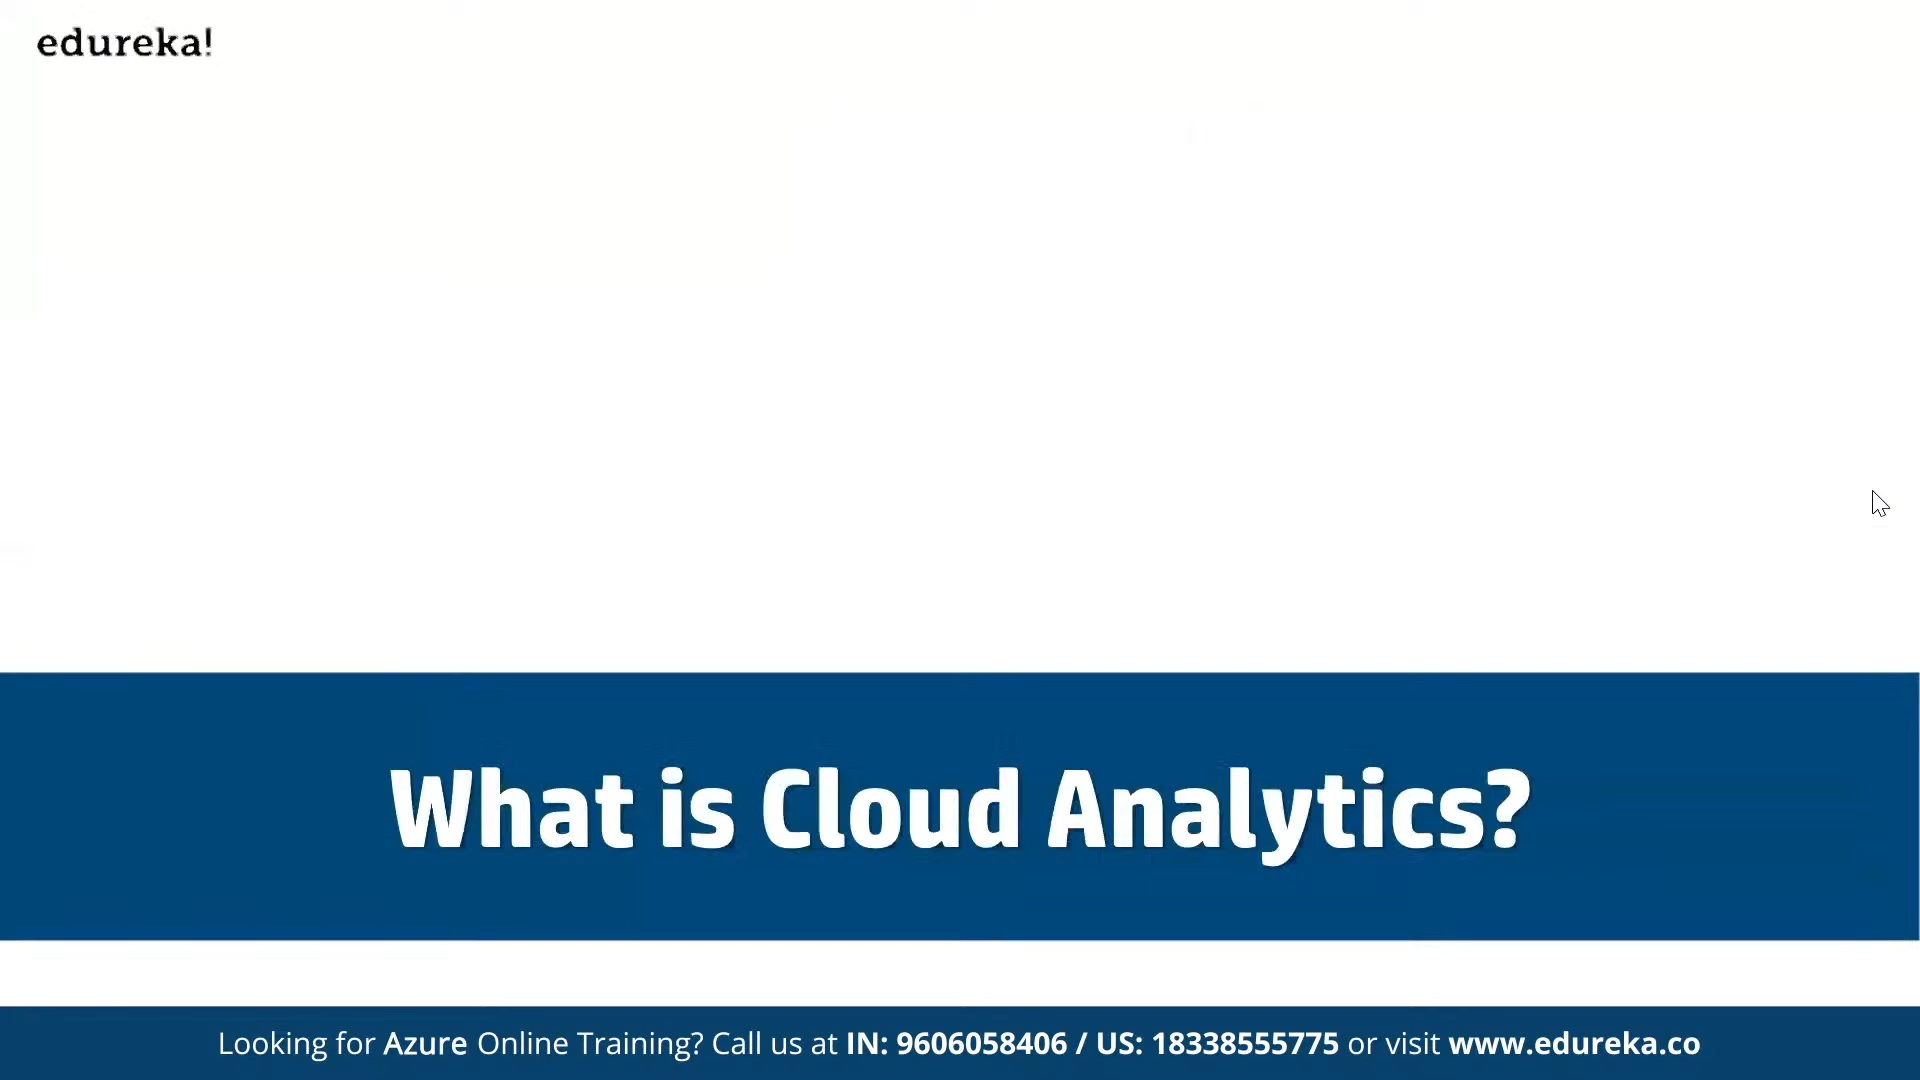 edureka!
What is Cloud Analytics?
Looking for Azure Online Training? Call us at IN: 9606058406 / US: 18338555775 or visit www.edureka.co